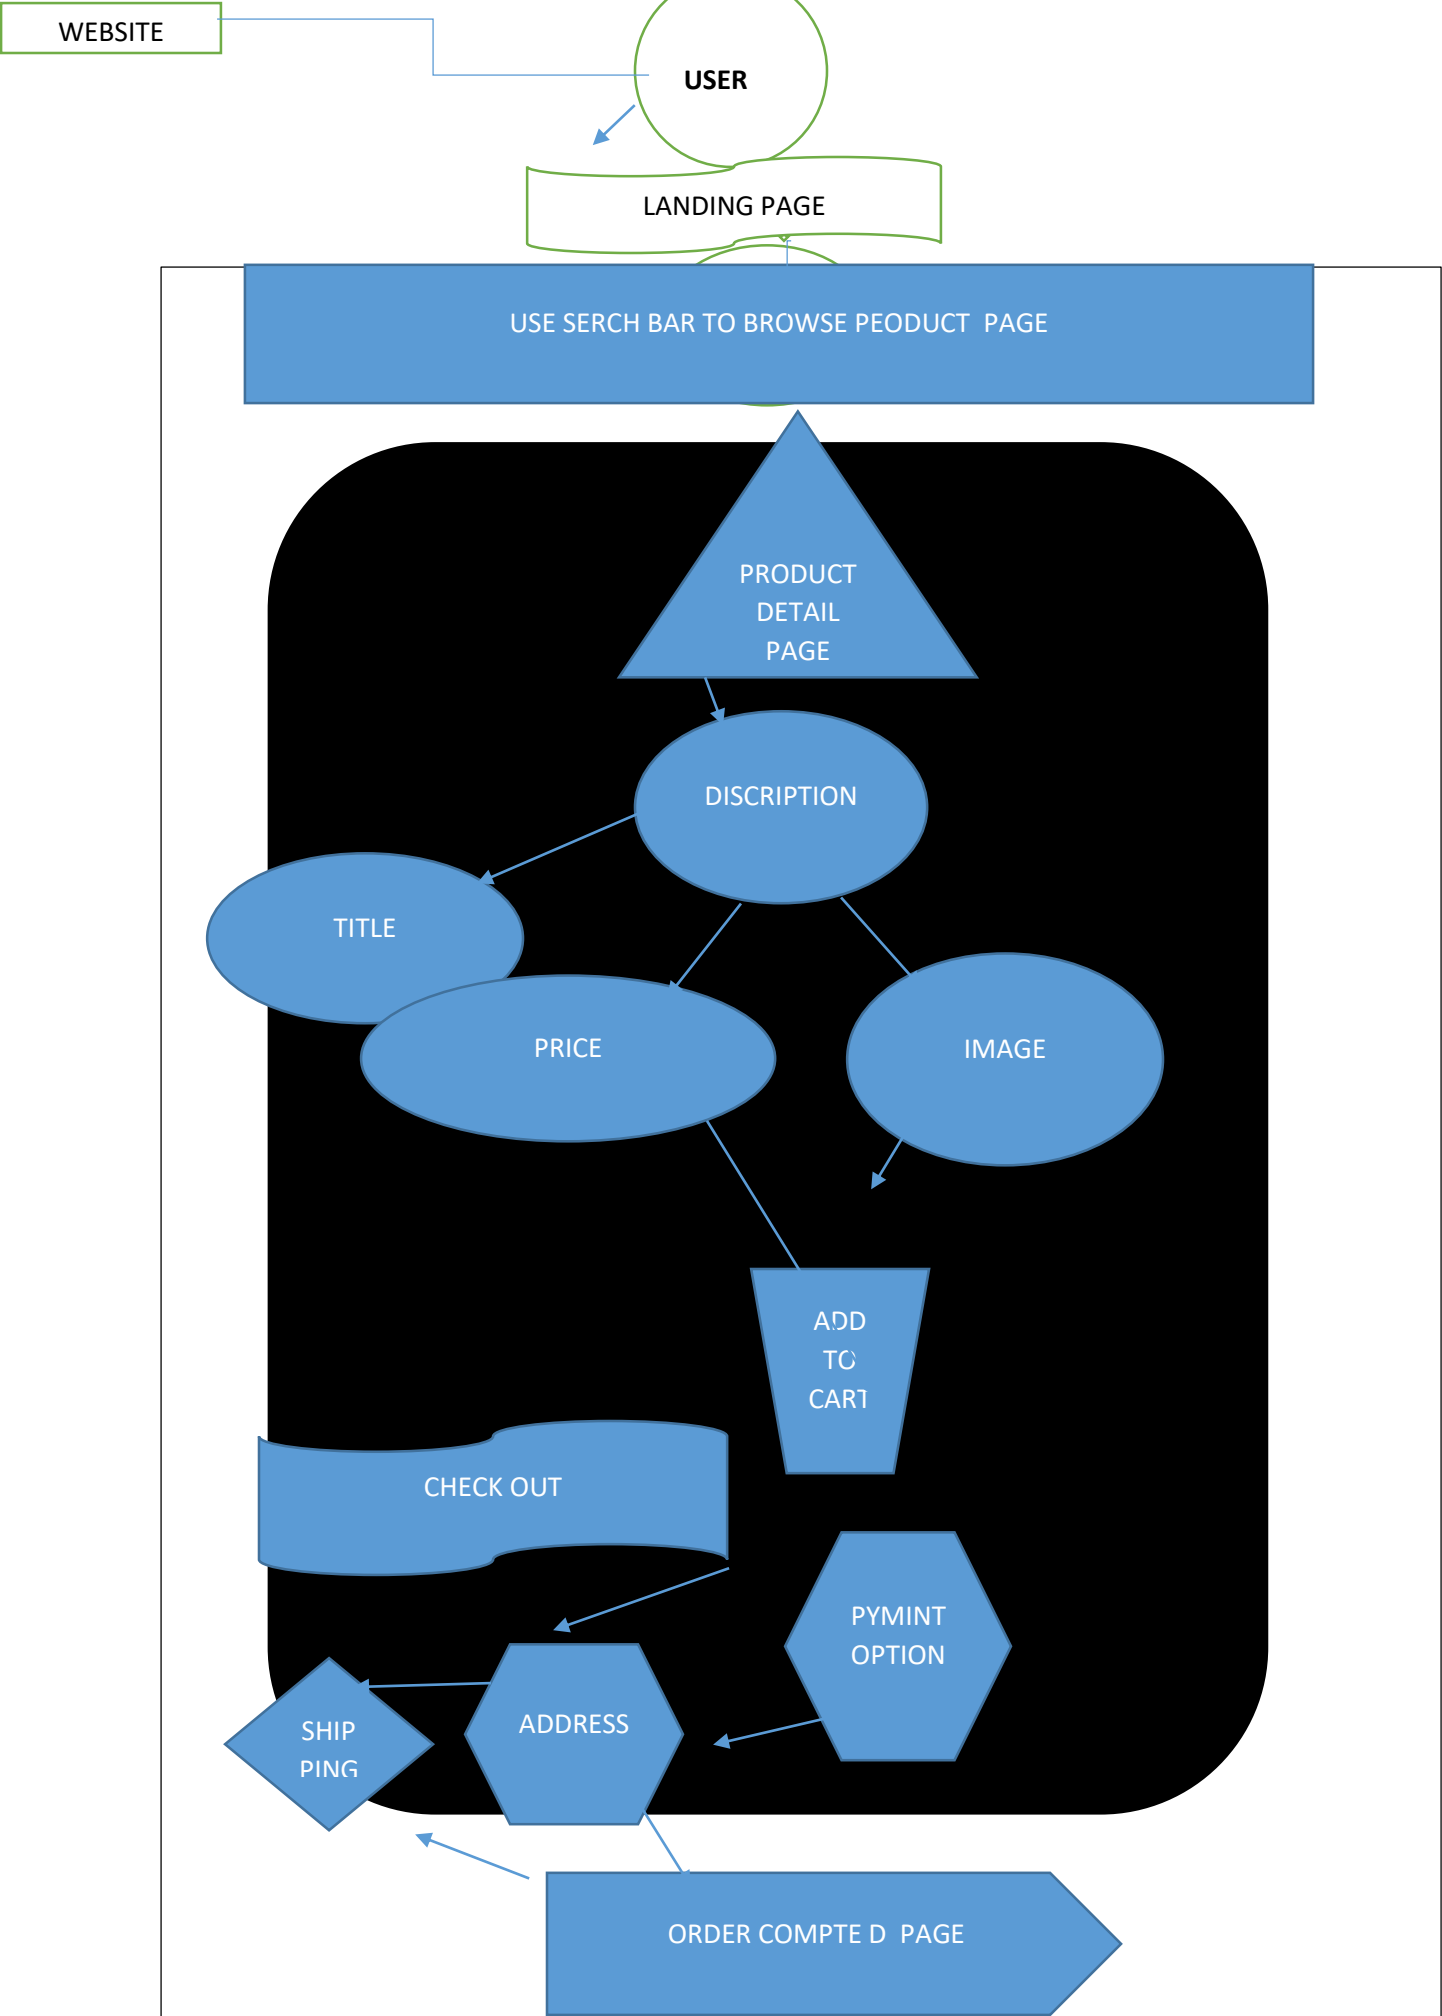 WEBSITE
USER
LANDING PAGE
USE SERCH BAR TO BROWSE PEODUCT PAGE
PRODUCT
DETAIL
PAGE
DISCRIPTION
TITLE
PRICE
IMAGE
ADD
TO
CART
CHECK OUT
PYMINT
OPTION
ADDRESS
SHIP
PING
ORDER COMPTE D PAGE